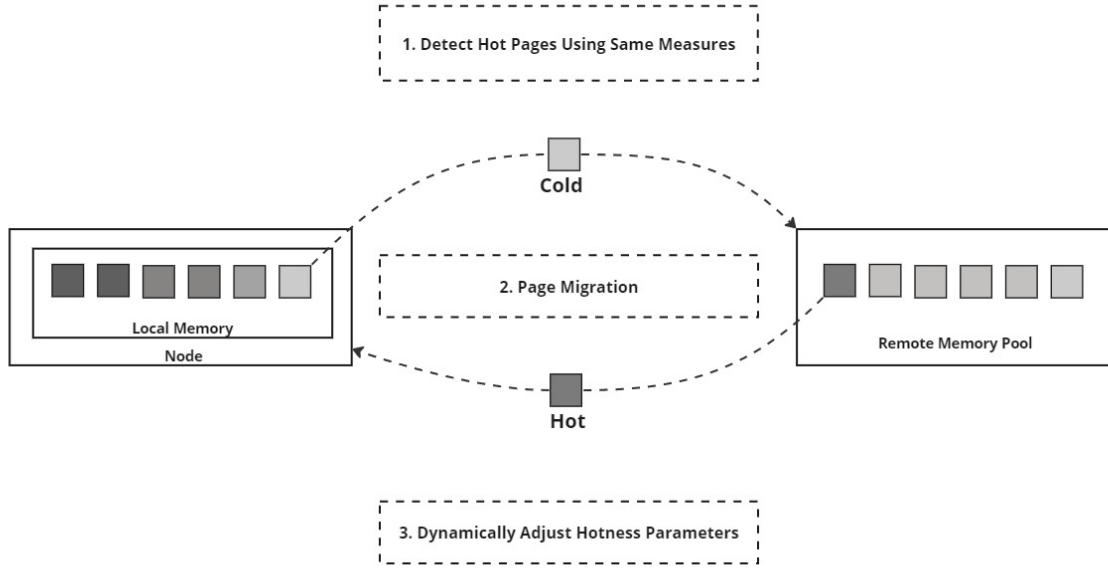 1. Detect Hot Pages Using Same Measures
Cold
2. Page Migration
Local Memory
Node
Remote Memory Pool
Hot
3. Dynamically Adjust Hotness Parameters